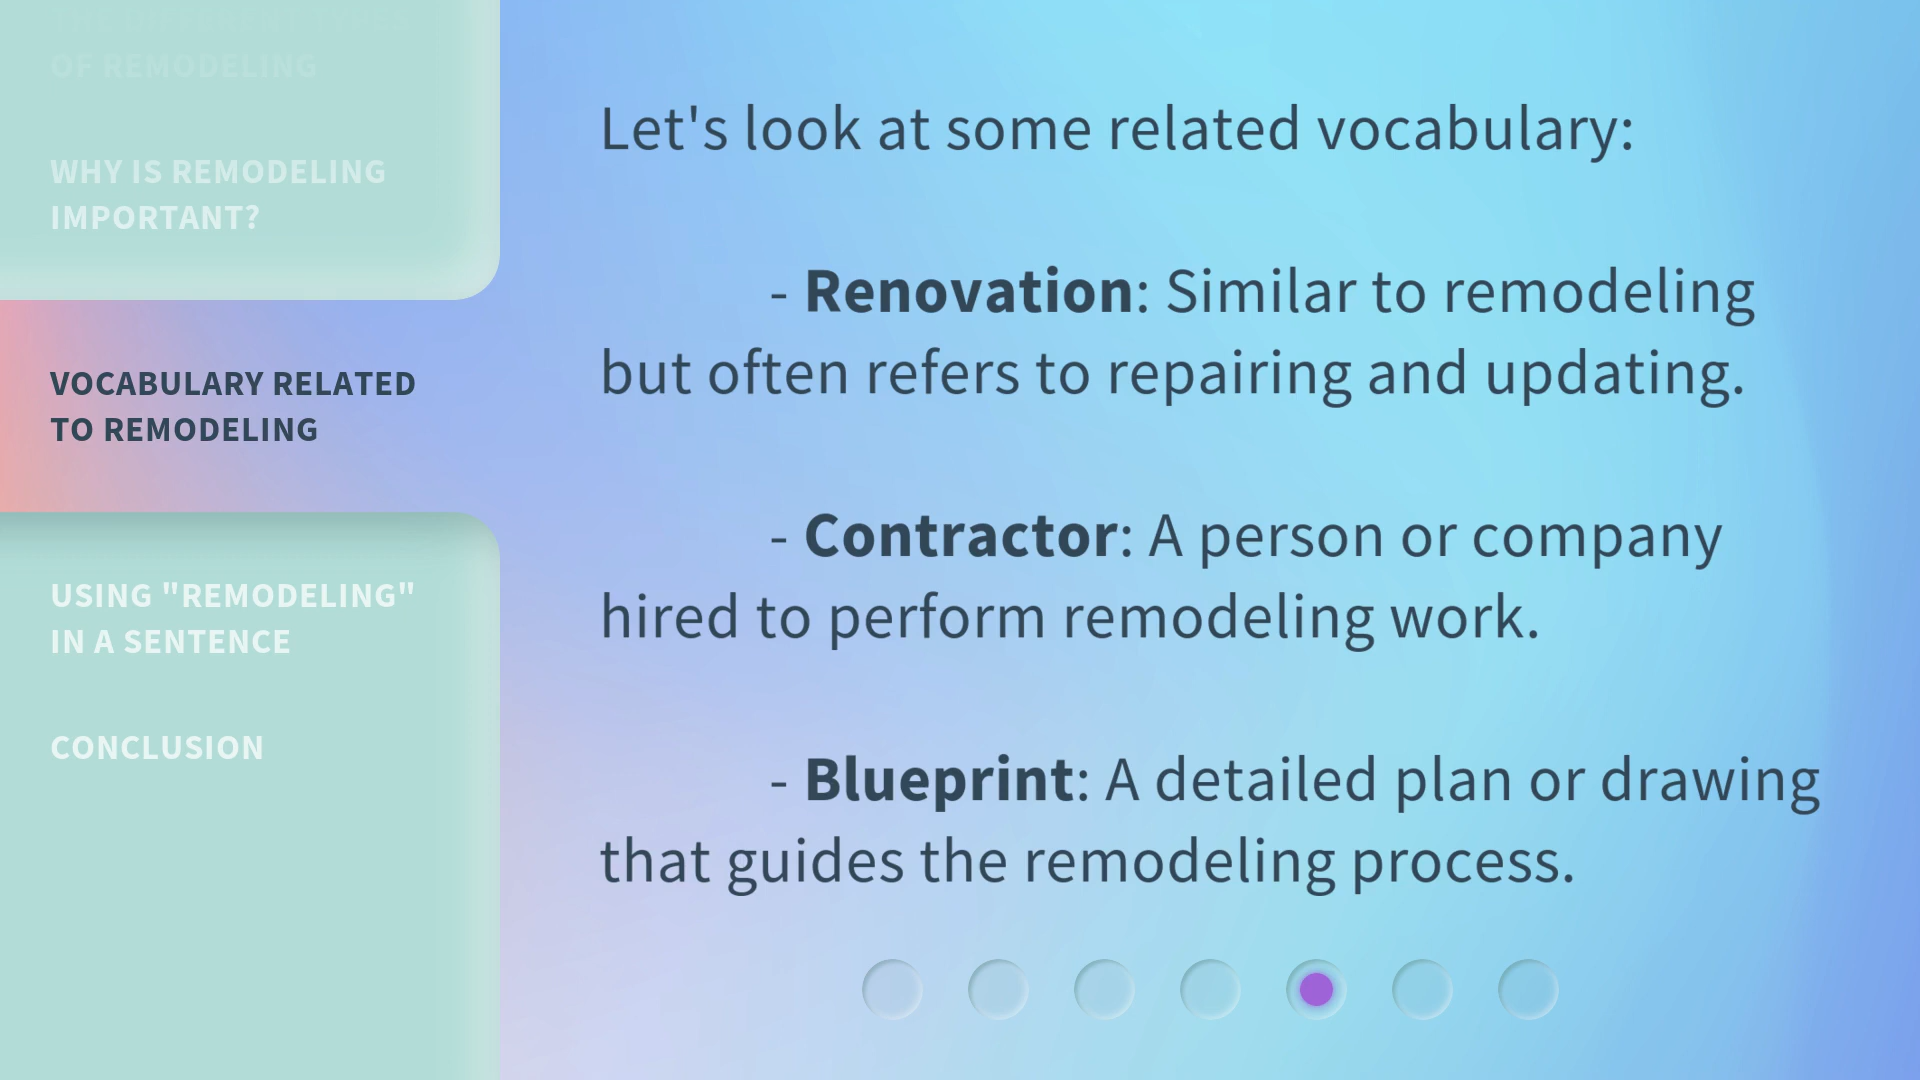 OF REMODELING
WHY IS REMODELING
IMPORTANT?
VOCABULARY RELATED
TO REMODELING
USING "REMODELING"
IN A SENTENCE
CONCLUSION
Let's look at some related vocabulary:
- Renovation: Similar to remodeling
but often refers to repairing and updating.
- Contractor: A person or company
hired to perform remodeling work.
- Blueprint: A detailed plan or drawing
that guides the remodeling process.